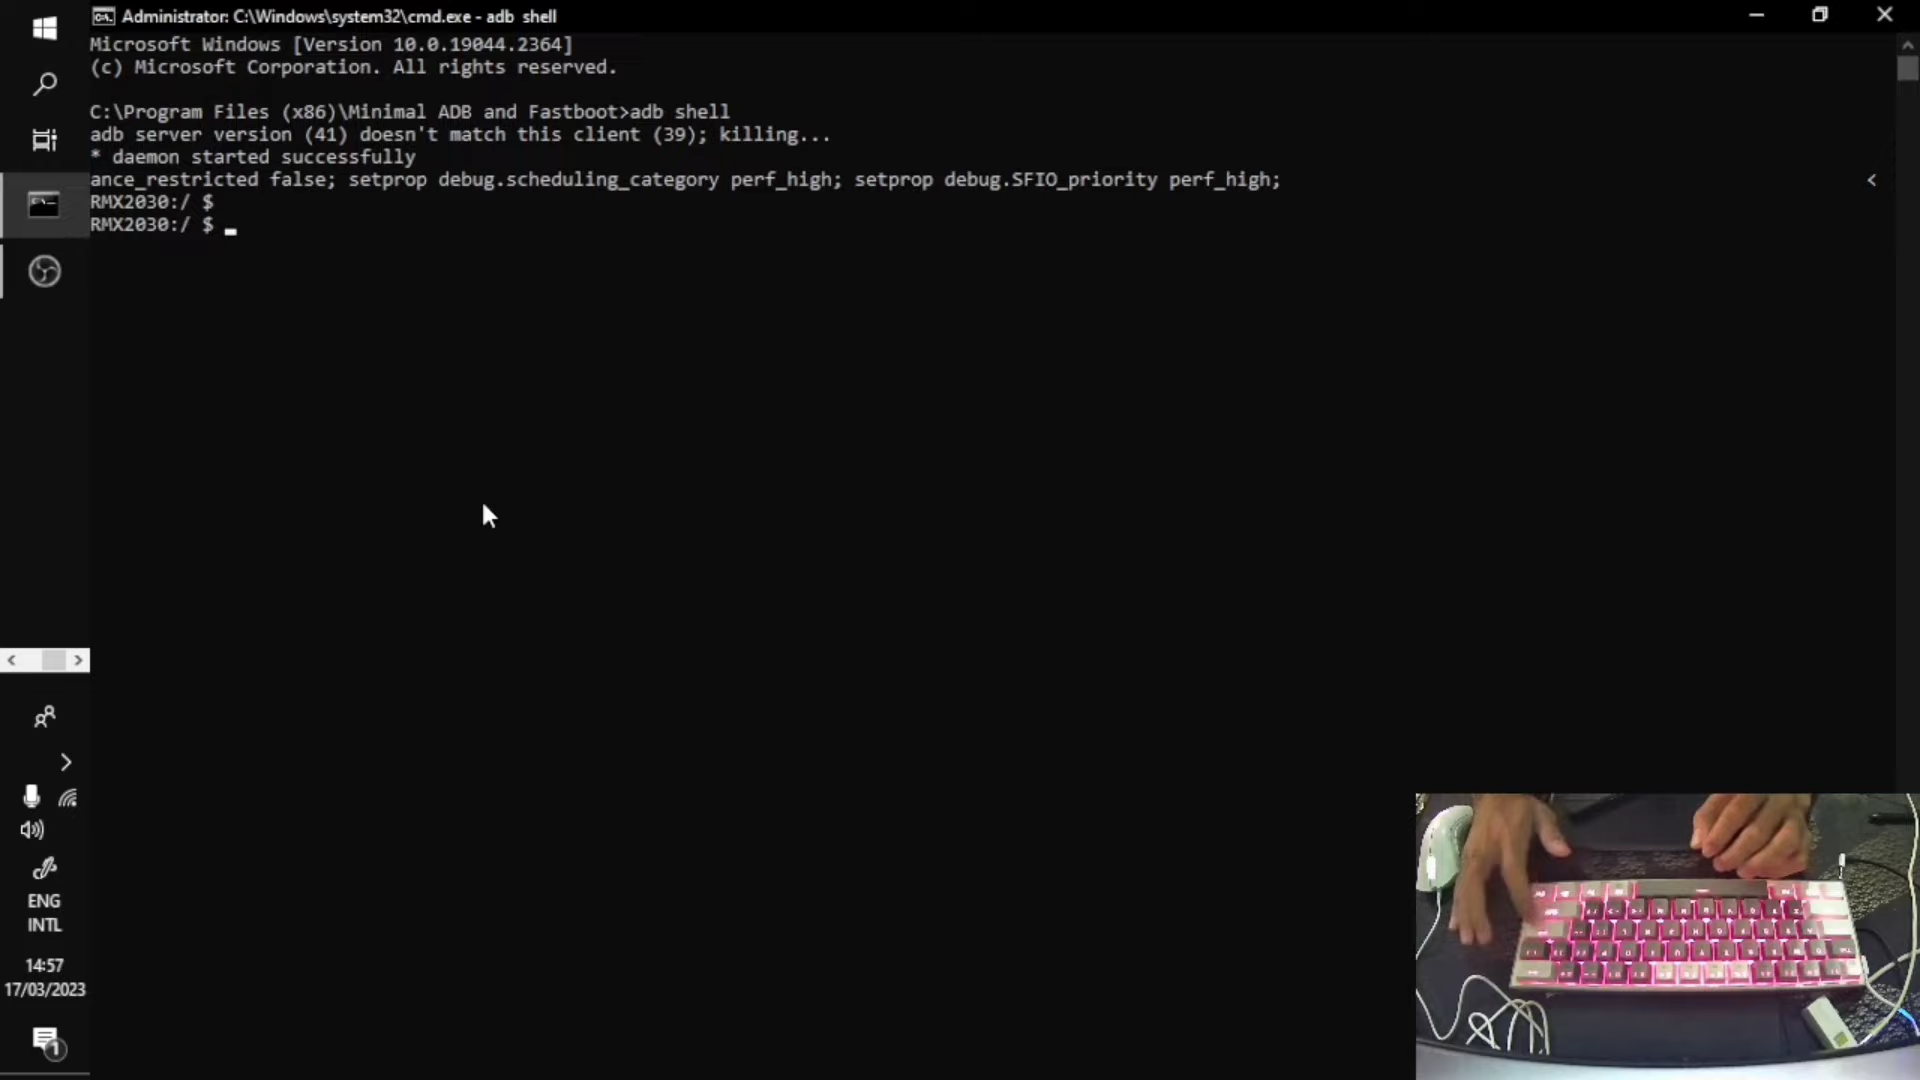 Administrator: C:\Windows\system32\cmd.exe - adb  shell
Microsoft Windows [Version 10.0.19044.2364]
(c) Microsoft Corporation. All rights reserved.
C:\Program Files (x86)\Minimal ADB and Fastboot>adb shell
adb server version (41) doesn't match this client (39); killing...
* daemon started successfully
ance_restricted false; setprop debug.scheduling_category perf_high; setprop debug.SFIO_priority perf_high;
<
RMX2030:/ $
RMX2030:/ $
ENG
INTL
14:57
17/03/2023
1